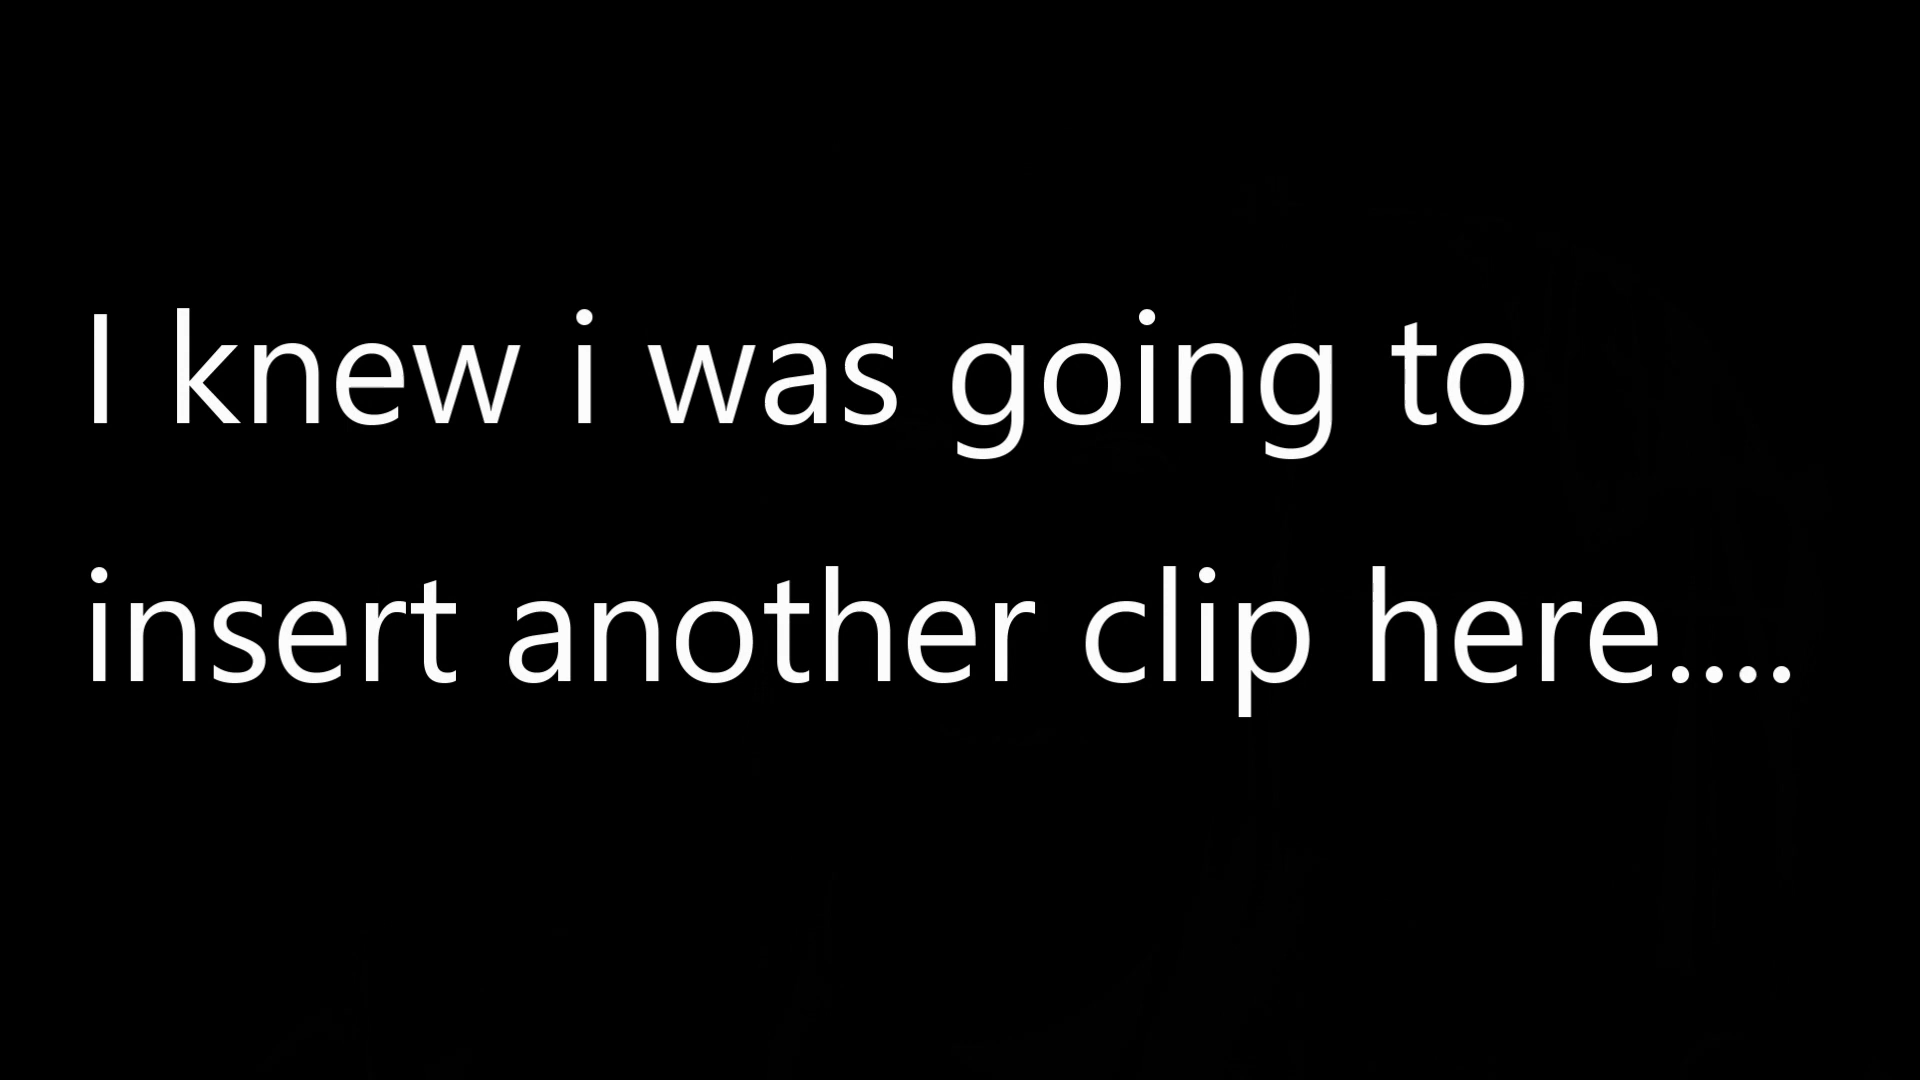 I knew i was going to
insert another clip here....